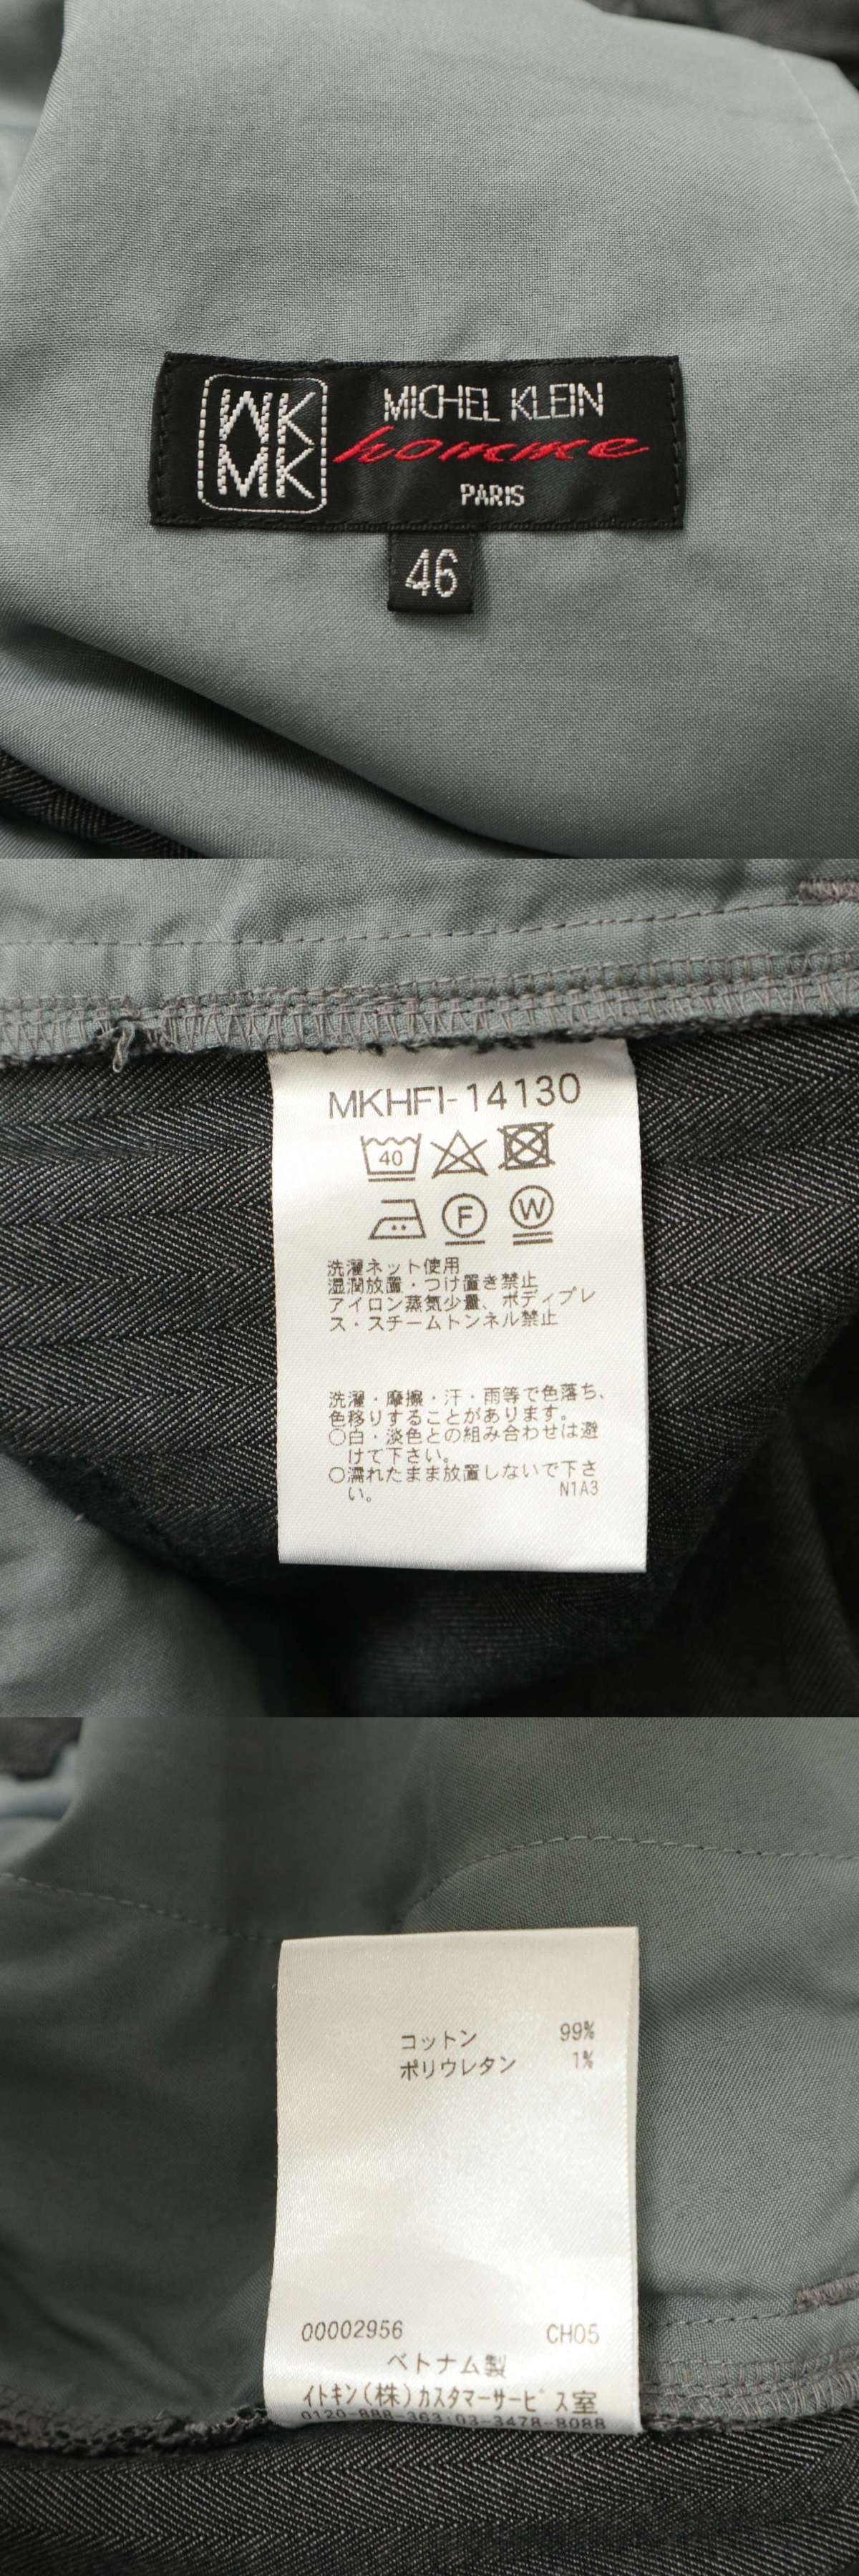 MK
MK
MICHEL KLEIN
homme
PARIS
46
MKHFI-14130
40
F
W
洗濯ネット使用
湿潤放置・つけ置き禁止
アイロン蒸気少量、ボディプレ
ス・スチームトンネル禁止
洗濯・摩擦・汗・雨等で色落ち、
色移りすることがあります。
○白・淡色との組み合わせは避
けて下さい。
○濡れたまま放置しないで下さ
い。 N1A3
コットン 99%
ポリウレタン 1%
00002956 CH05
ベトナム製
イトキン(株)カスタマーサービス室
0120-888-363:03-3478-8088